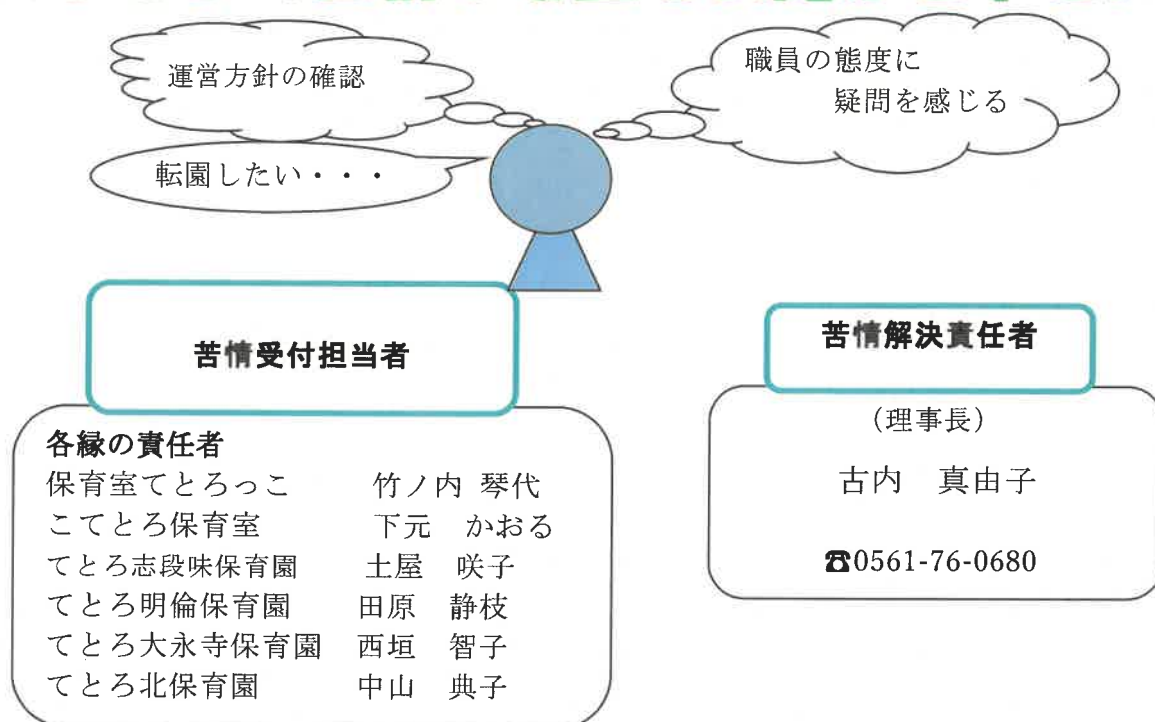 運営方針の確認
職員の態度に
疑問を感じる
転園したい・・・
苦情受付担当者
各縁の責任者
保育室てとろっこ 竹ノ内 琴代
こてとろ保育室 下元 かおる
てとろ志段味保育園 土屋 咲子
てとろ明倫保育園 田原 静枝
てとろ大永寺保育園 西垣 智子
てとろ北保育園 中山 典子
苦情解決責任者
（理事長）
古内 真由子
☎0561-76-0680